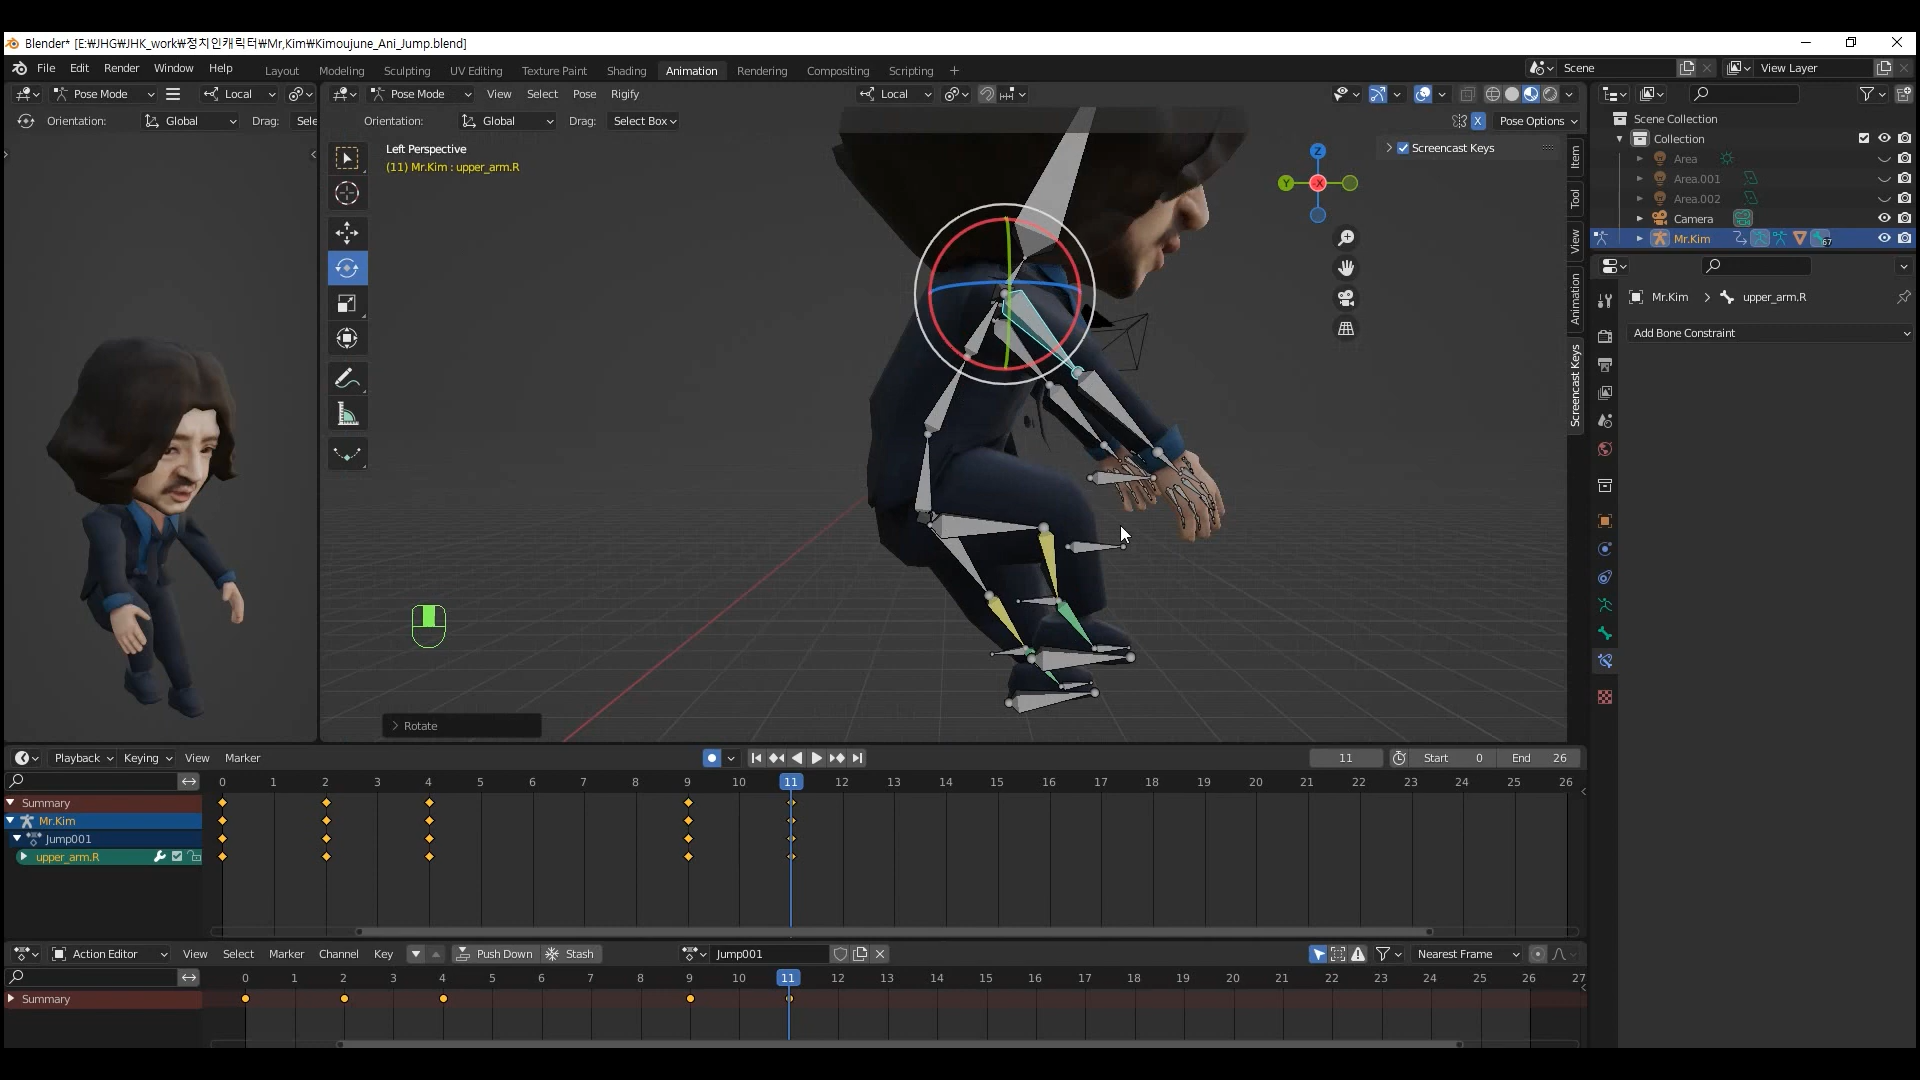 Blender* [E:₩JHG₩JHK_work₩정치인캐릭터₩Mr,Kim₩Kimoujune_Ani_Jump.blend]
File Edit Render Window Help Layout Modeling Sculpting UV Editing Texture Paint Shading Animation Rendering Compositing Scripting + Scene View Layer
Pose Mode Local Pose Mode View Select Pose Rigify Local
Orientation: Global Drag: Sele Orientation: Global Drag: Select Box X Pose Options
Scene Collection
Collection
Area
Area.001
Area.002
Camera
Mr.Kim 67
Left Perspective
(11) Mr.Kim : upper_arm.R
Screencast Keys
Z
Y X
Item
Tool
View
Animation
Screencast Keys
Mr.Kim > upper_arm.R
Add Bone Constraint
Rotate
Playback Keying View Marker 11 Start 0 End 26
0 1 2 3 4 5 6 7 8 9 10 11 12 13 14 15 16 17 18 19 20 21 22 23 24 25 26
Summary
Mr.Kim
Jump001
upper_arm.R
Action Editor View Select Marker Channel Key Push Down Stash Jump001 Nearest Frame
0 1 2 3 4 5 6 7 8 9 10 11 12 13 14 15 16 17 18 19 20 21 22 23 24 25 26 27
Summary